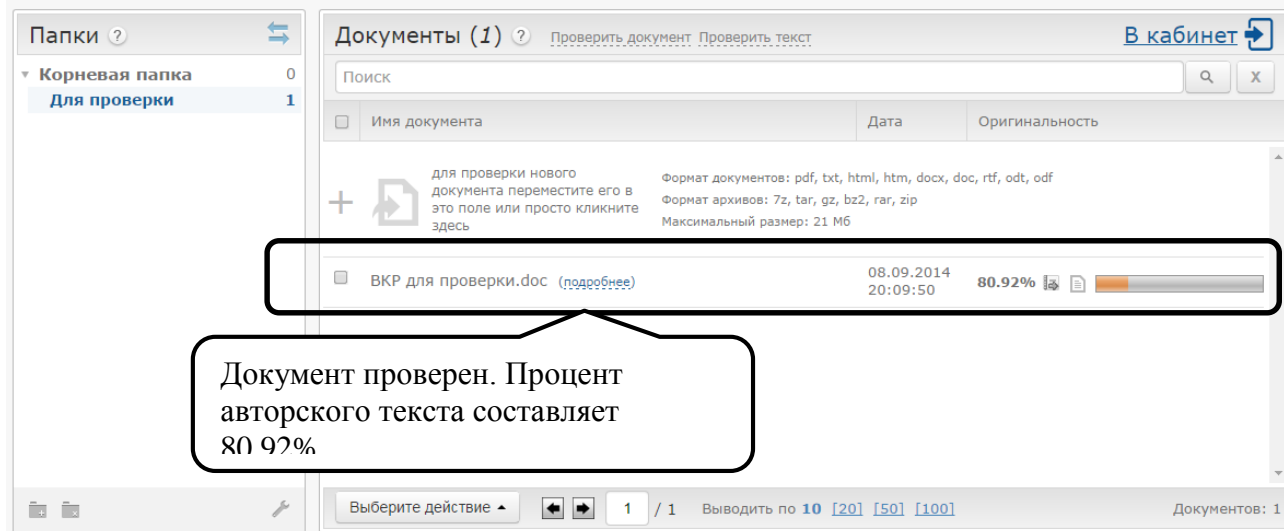 Папки ?
Корневая папка 0
Для проверки 1
Документы (1) ? Проверить документ Проверить текст В кабинет
Поиск X
Имя документа Дата Оригинальность
для проверки нового
документа переместите его в
это поле или просто кликните
здесь
Формат документов: pdf, txt, html, htm, docx, doc, rtf, odt, odf
Формат архивов: 7z, tar, gz, bz2, rar, zip
Максимальный размер: 21 Мб
ВКР для проверки.doc (подробнее) 08.09.2014
20:09:50 80.92%
Документ проверен. Процент
авторского текста составляет
80.92%
Выберите действие 1 / 1 Выводить по 10 [20] [50] [100] Документов: 1